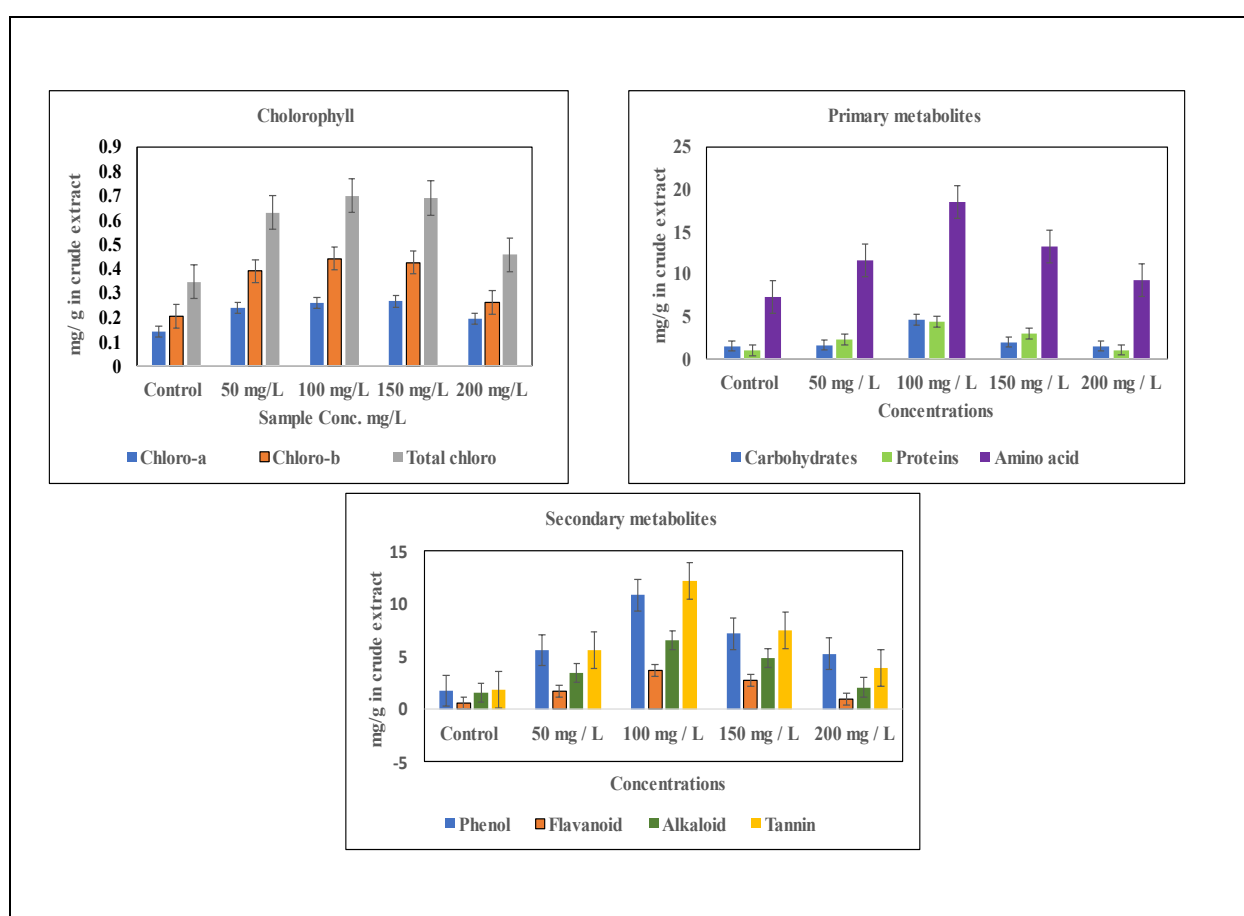 Cholorophyll
mg/ g in crude extract
0.9
0.8
0.7
0.6
0.5
0.4
0.3
0.2
0.1
0
Control 50 mg/L 100 mg/L 150 mg/L 200 mg/L
Sample Conc. mg/L
Chloro-a Chloro-b Total chloro
Primary metabolites
mg/g in crude extract
25
20
15
10
5
0
Control 50 mg / L 100 mg / L 150 mg / L 200 mg / L
Concentrations
Carbohydrates Proteins Amino acid
Secondary metabolites
mg/g in crude extract
15
10
5
0
-5
Control 50 mg / L 100 mg / L 150 mg / L 200 mg / L
Concentrations
Phenol Flavanoid Alkaloid Tannin